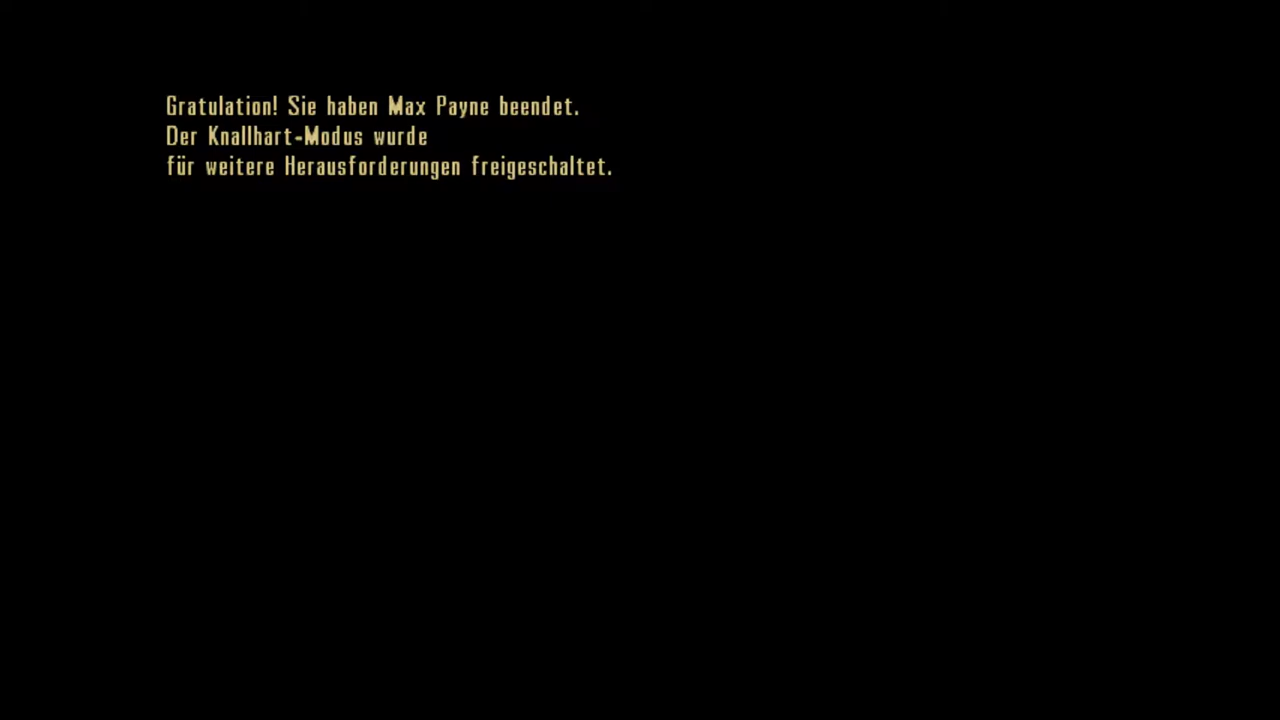 Gratulation! Sie haben Max Payne beendet.
Der Knallhart-Modus wurde
für weitere Herausforderungen freigeschaltet.